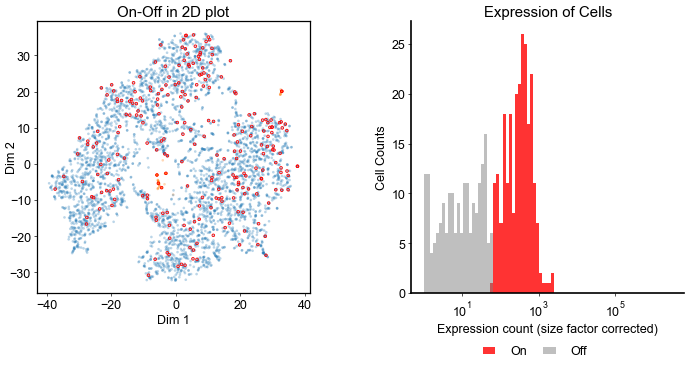 On-Off in 2D plot
30
20
10
0
−10
−20
−30
Dim 2
−40
−20
0
20
40
Dim 1
Expression of Cells
25
20
15
10
5
0
Cell Counts
10^1
10^3
10^5
Expression count (size factor corrected)
On
Off